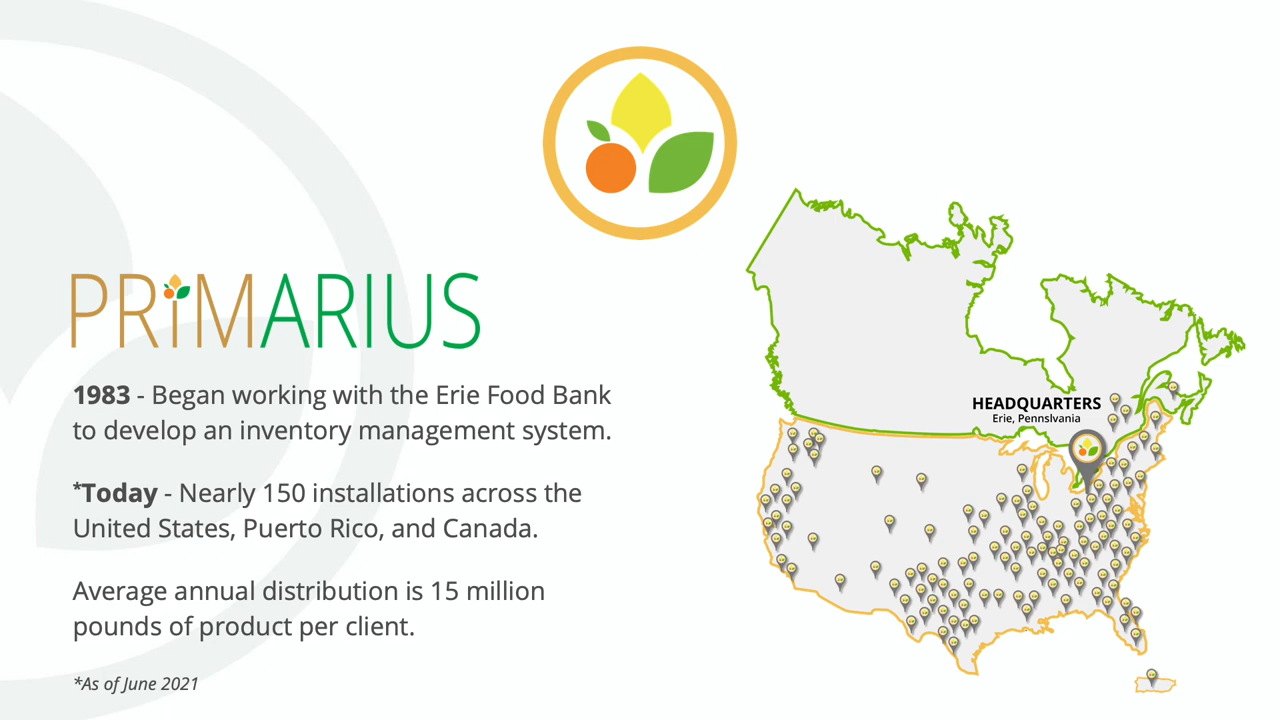 PRiMARIUS
1983 - Began working with the Erie Food Bank
to develop an inventory management system.
*Today - Nearly 150 installations across the
United States, Puerto Rico, and Canada.
Average annual distribution is 15 million
pounds of product per client.
*As of June 2021
HEADQUARTERS
Erie, Pennslvania